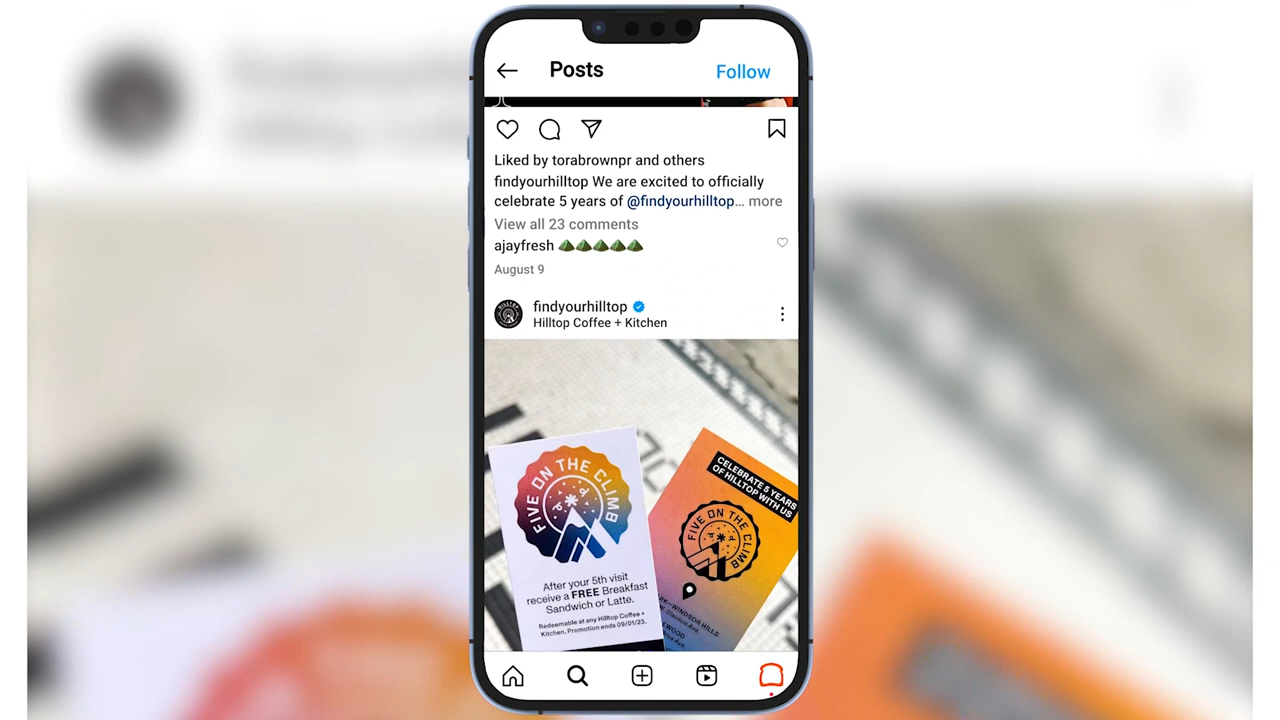 Posts
Follow
Liked by torabrownpr and others
findyourhilltop We are excited to officially
celebrate 5 years of @findyourhilltop... more
View all 23 comments
ajayfresh
August 9
findyourhilltop
Hilltop Coffee + Kitchen
FIVE ON THE CLIMB
After your 5th visit
receive a FREE Breakfast
Sandwich or Latte.
Redeemable at any Hilltop Coffee +
Kitchen. Promotion ends 09/01/23.
CELEBRATE 5 YEARS
OF HILLTOP WITH US
FIVE ON THE CLIMB
WINDSOR HILLS